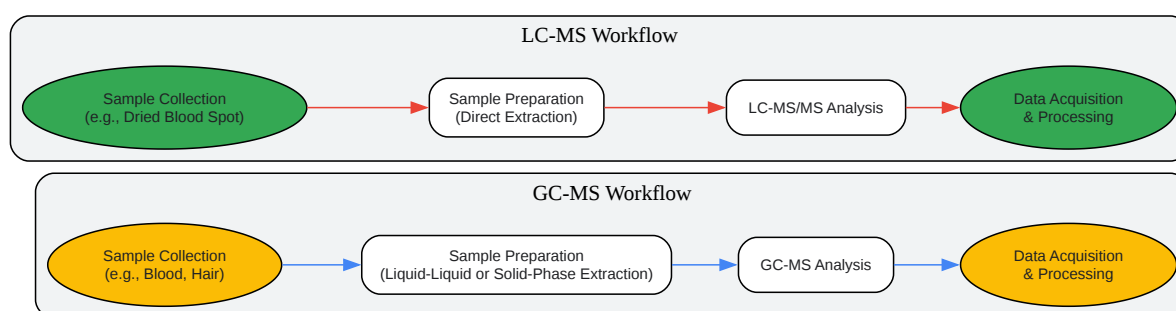 LC-MS Workflow
Sample Collection
(e.g., Dried Blood Spot)
Sample Preparation
(Direct Extraction)
LC-MS/MS Analysis
Data Acquisition
& Processing
GC-MS Workflow
Sample Collection
(e.g., Blood, Hair)
Sample Preparation
(Liquid-Liquid or Solid-Phase Extraction)
GC-MS Analysis
Data Acquisition
& Processing